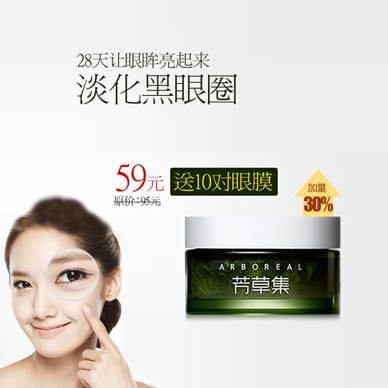 28天让眼眸亮起来
淡化黑眼圈
59元 送10对眼膜
原价:95元
加量
30%
ARBOREAL
芳草集